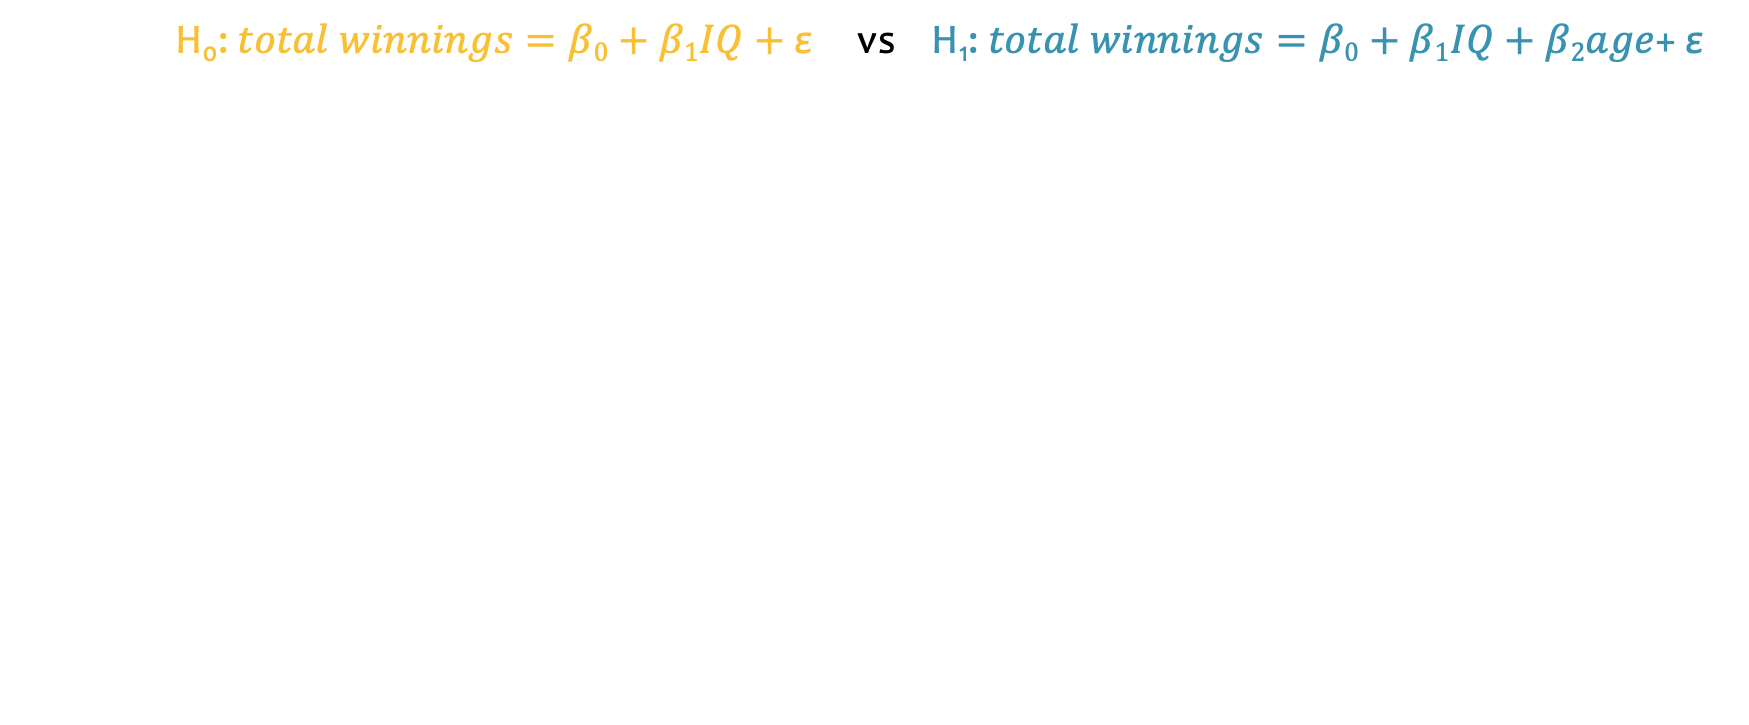 H₀: total winnings = β₀ + β₁IQ + ε vs H₁: total winnings = β₀ + β₁IQ + β₂age+ ε